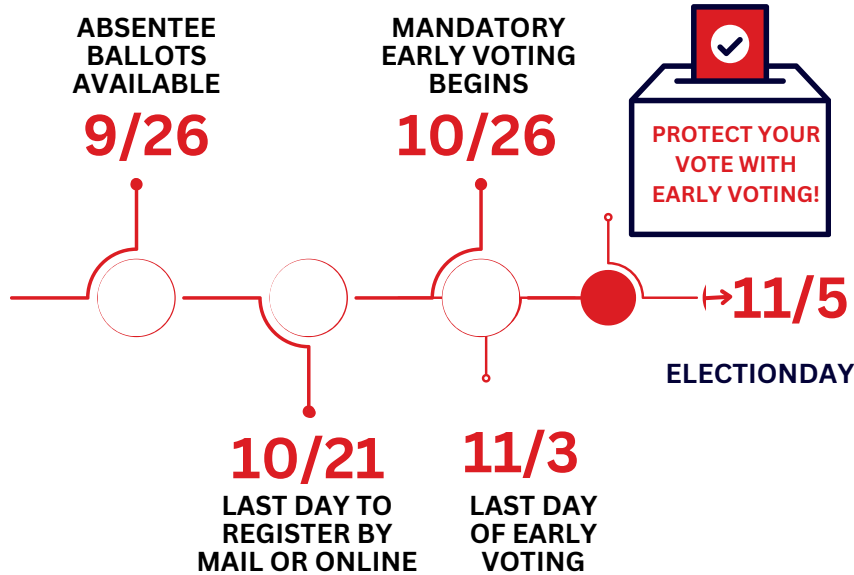 ABSENTEE
BALLOTS
AVAILABLE
9/26
MANDATORY
EARLY VOTING
BEGINS
10/26
PROTECT YOUR
VOTE WITH
EARLY VOTING!
11/5
ELECTIONDAY
10/21
LAST DAY TO
REGISTER BY
MAIL OR ONLINE
11/3
LAST DAY
OF EARLY
VOTING